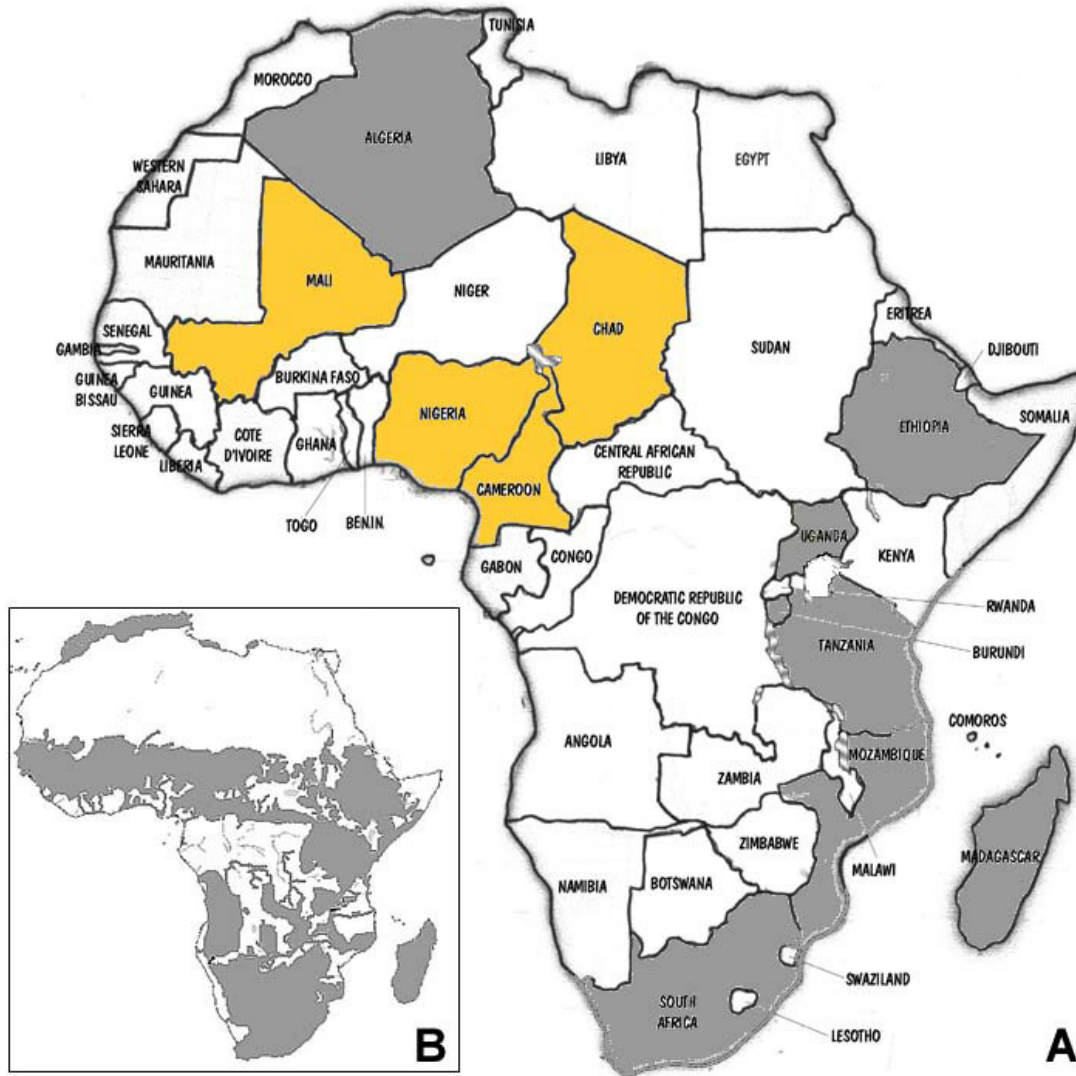 TUNISIA
MOROCCO
ALGERIA
LIBYA
EGYPT
WESTERN
SAHARA
MAURITANIA
MALI
NIGER
CHAD
SUDAN
ERITREA
DJIBOUTI
SENEGAL
GAMBIA
GUINEA
BISSAU
GUINEA
BURKINA FASO
NIGERIA
ETHIOPIA
SOMALIA
SIERRA
LEONE
LIBERIA
COTE
D'IVOIRE
GHANA
CENTRAL AFRICAN
REPUBLIC
CAMEROON
TOGO
BENIN
UGANDA
KENYA
GABON
CONGO
DEMOCRATIC REPUBLIC
OF THE CONGO
RWANDA
TANZANIA
BURUNDI
COMOROS
ANGOLA
MOZAMBIQUE
ZAMBIA
ZIMBABWE
MALAWI
MADAGASCAR
NAMIBIA
BOTSWANA
SWAZILAND
SOUTH
AFRICA
LESOTHO
B
A